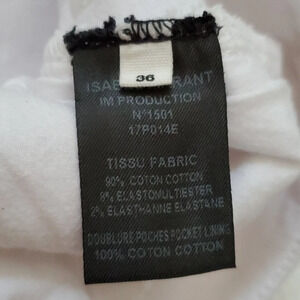 36
ISABEL MARANT
IM PRODUCTION
N°1501
17P014E
TISSU FABRIC
90% COTON COTTON
8% ELASTOMULTIESTER
2% ELASTHANNE ELASTANE
DOUBLURE POCHES POCKET LINING
100% COTON COTTON